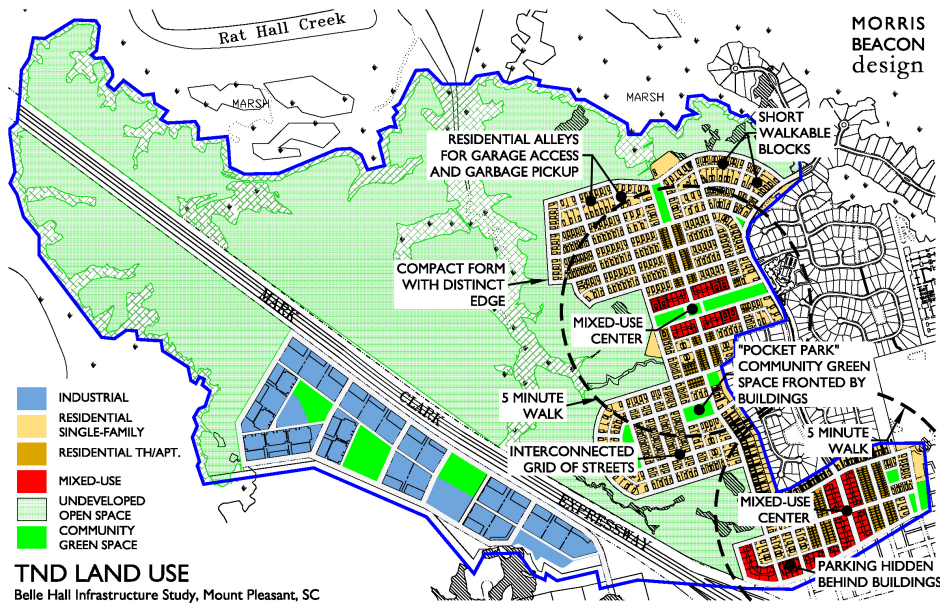 Rat Hall Creek
MORRIS
BEACON
design
MARSH
MARSH
SHORT
WALKABLE
BLOCKS
RESIDENTIAL ALLEYS
FOR GARAGE ACCESS
AND GARBAGE PICKUP
COMPACT FORM
WITH DISTINCT
EDGE
MARK
CLARK
EXPRESSWAY
MIXED-USE
CENTER
"POCKET PARK"
COMMUNITY GREEN
SPACE FRONTED BY
BUILDINGS
5 MINUTE
WALK
5 MINUTE
WALK
INTERCONNECTED
GRID OF STREETS
MIXED-USE
CENTER
PARKING HIDDEN
BEHIND BUILDINGS
INDUSTRIAL
RESIDENTIAL
SINGLE-FAMILY
RESIDENTIAL TH/APT.
MIXED-USE
UNDEVELOPED
OPEN SPACE
COMMUNITY
GREEN SPACE
TND LAND USE
Belle Hall Infrastructure Study, Mount Pleasant, SC